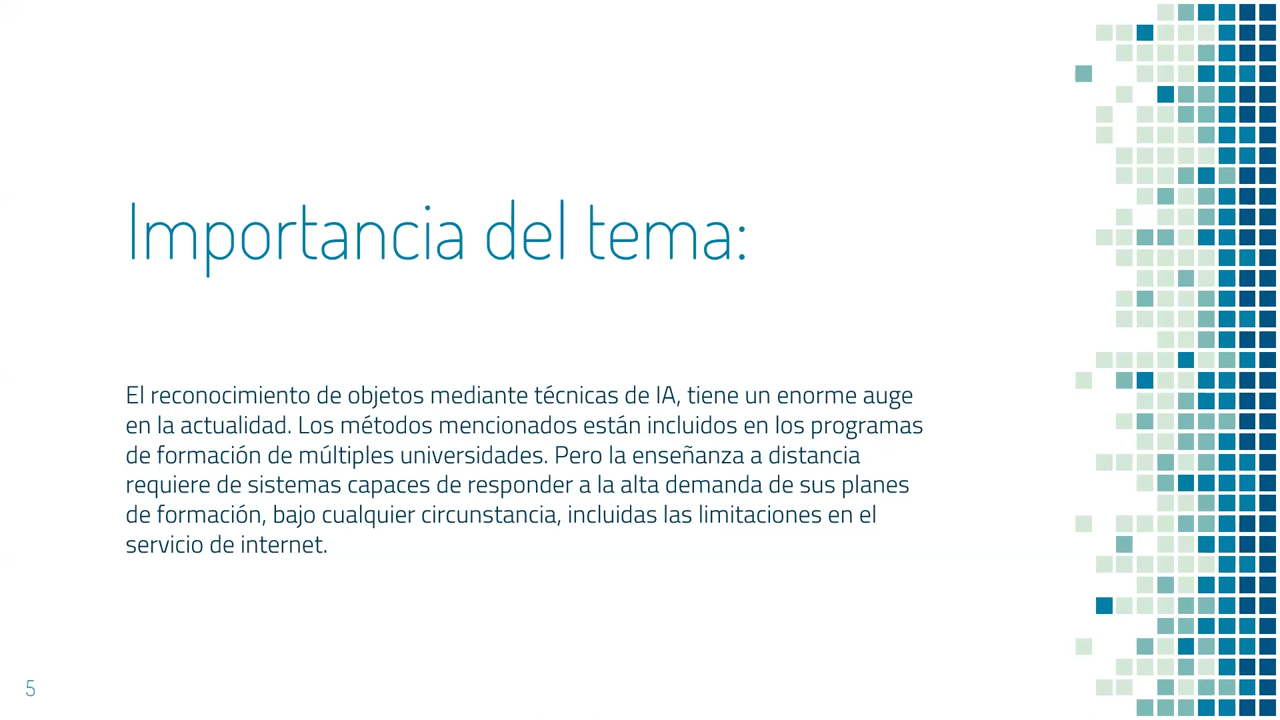 Importancia del tema:
El reconocimiento de objetos mediante técnicas de IA, tiene un enorme auge
en la actualidad. Los métodos mencionados están incluidos en los programas
de formación de múltiples universidades. Pero la enseñanza a distancia
requiere de sistemas capaces de responder a la alta demanda de sus planes
de formación, bajo cualquier circunstancia, incluidas las limitaciones en el
servicio de internet.
5